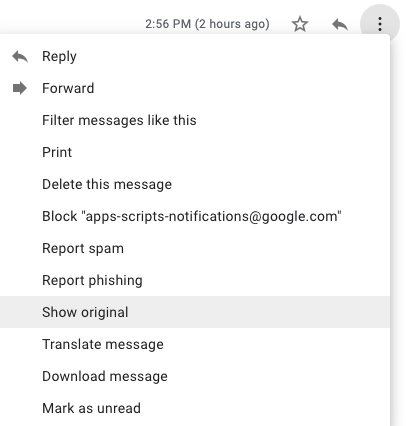 2:56 PM (2 hours ago)
Reply
Forward
Filter messages like this
Print
Delete this message
Block "apps-scripts-notifications@google.com"
Report spam
Report phishing
Show original
Translate message
Download message
Mark as unread